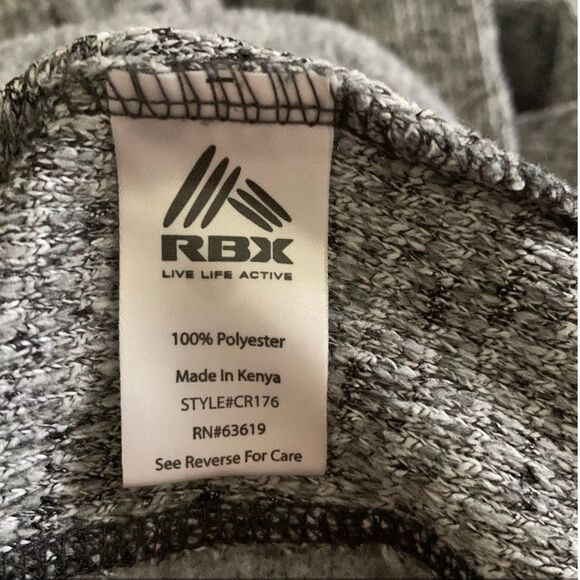 RBX
LIVE LIFE ACTIVE
100% Polyester
Made In Kenya
STYLE#CR176
RN#63619
See Reverse For Care